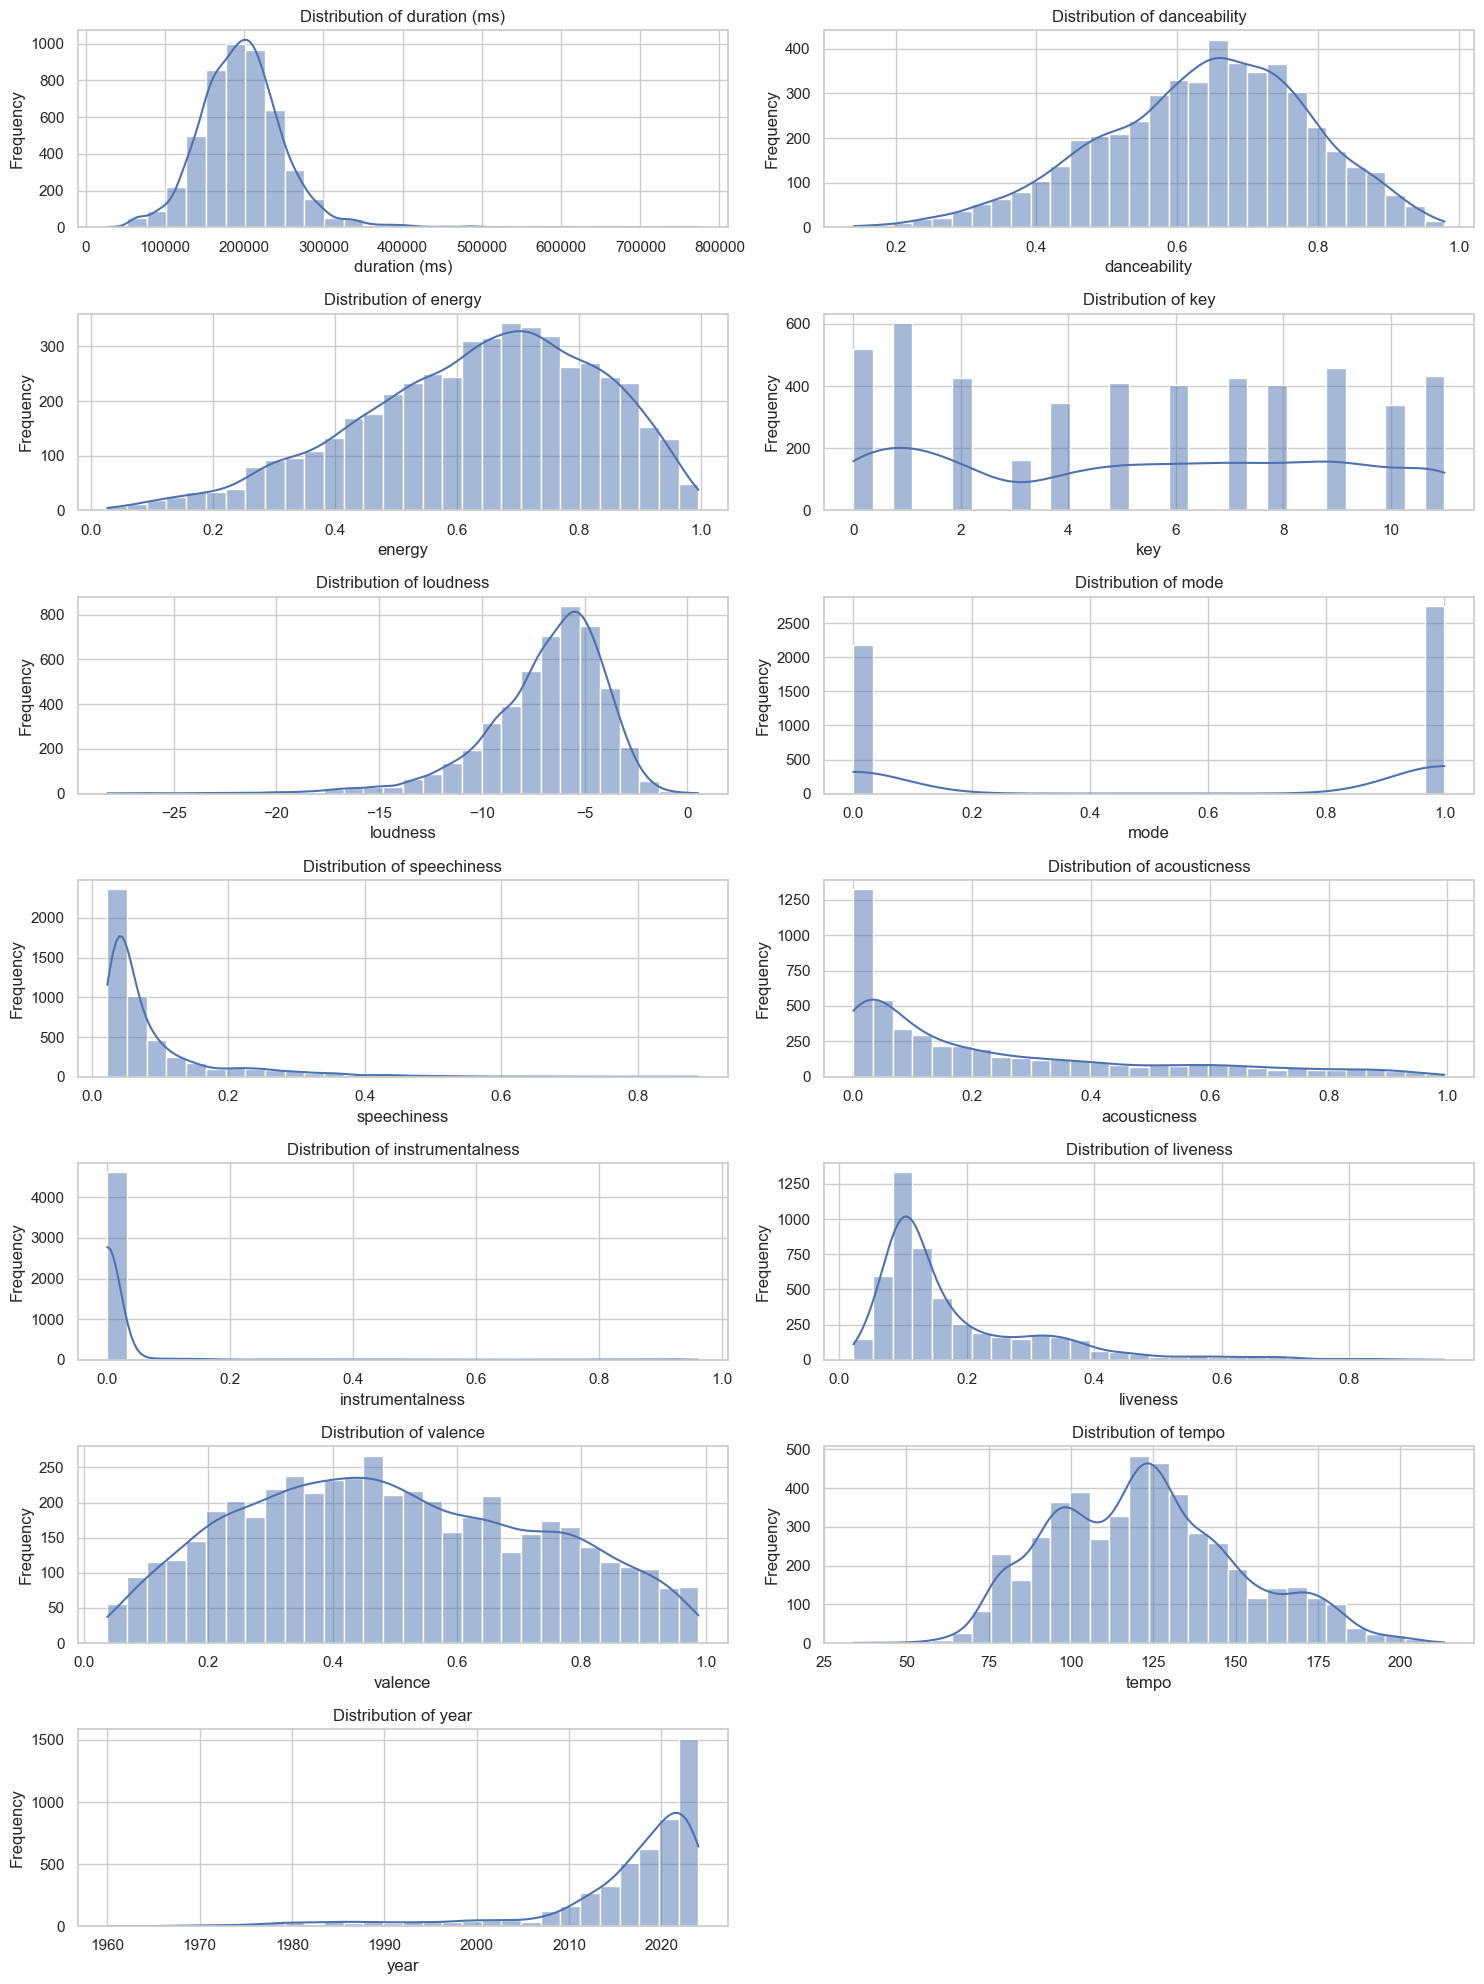 Distribution of duration (ms)
Frequency
1000
800
600
400
200
0
0 100000 200000 300000 400000 500000 600000 700000 800000
duration (ms)
Distribution of danceability
Frequency
400
300
200
100
0
0.2 0.4 0.6 0.8 1.0
danceability
Distribution of energy
Frequency
300
200
100
0
0.0 0.2 0.4 0.6 0.8 1.0
energy
Distribution of key
Frequency
600
400
200
0
0 2 4 6 8 10
key
Distribution of loudness
Frequency
800
600
400
200
0
−25 −20 −15 −10 −5 0
loudness
Distribution of mode
Frequency
2500
2000
1500
1000
500
0
0.0 0.2 0.4 0.6 0.8 1.0
mode
Distribution of speechiness
Frequency
2000
1500
1000
500
0
0.0 0.2 0.4 0.6 0.8
speechiness
Distribution of acousticness
Frequency
1250
1000
750
500
250
0
0.0 0.2 0.4 0.6 0.8 1.0
acousticness
Distribution of instrumentalness
Frequency
4000
3000
2000
1000
0
0.0 0.2 0.4 0.6 0.8 1.0
instrumentalness
Distribution of liveness
Frequency
1250
1000
750
500
250
0
0.0 0.2 0.4 0.6 0.8
liveness
Distribution of valence
Frequency
250
200
150
100
50
0
0.0 0.2 0.4 0.6 0.8 1.0
valence
Distribution of tempo
Frequency
500
400
300
200
100
0
25 50 75 100 125 150 175 200
tempo
Distribution of year
Frequency
1500
1000
500
0
1960 1970 1980 1990 2000 2010 2020
year